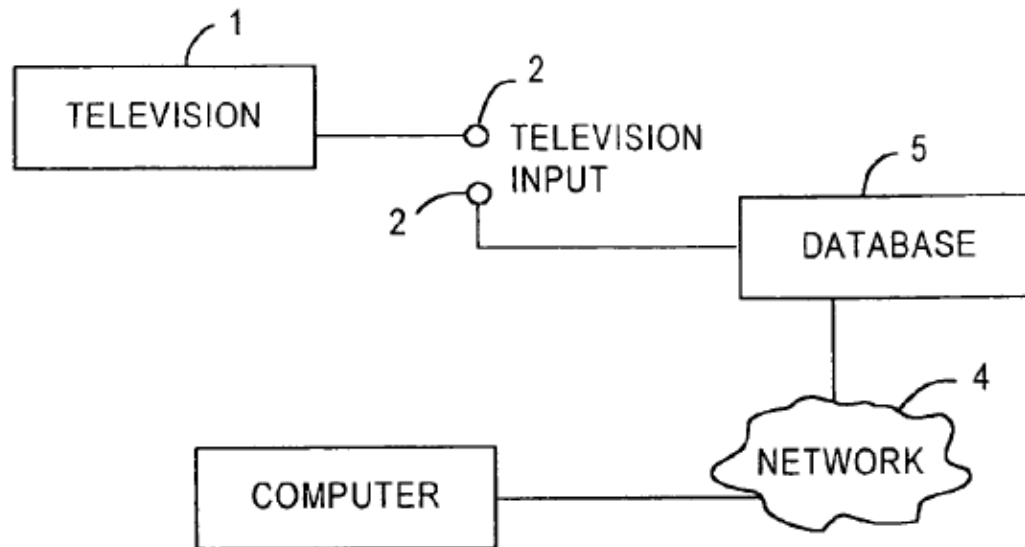 1
TELEVISION
2
TELEVISION
INPUT
2
5
DATABASE
4
NETWORK
COMPUTER